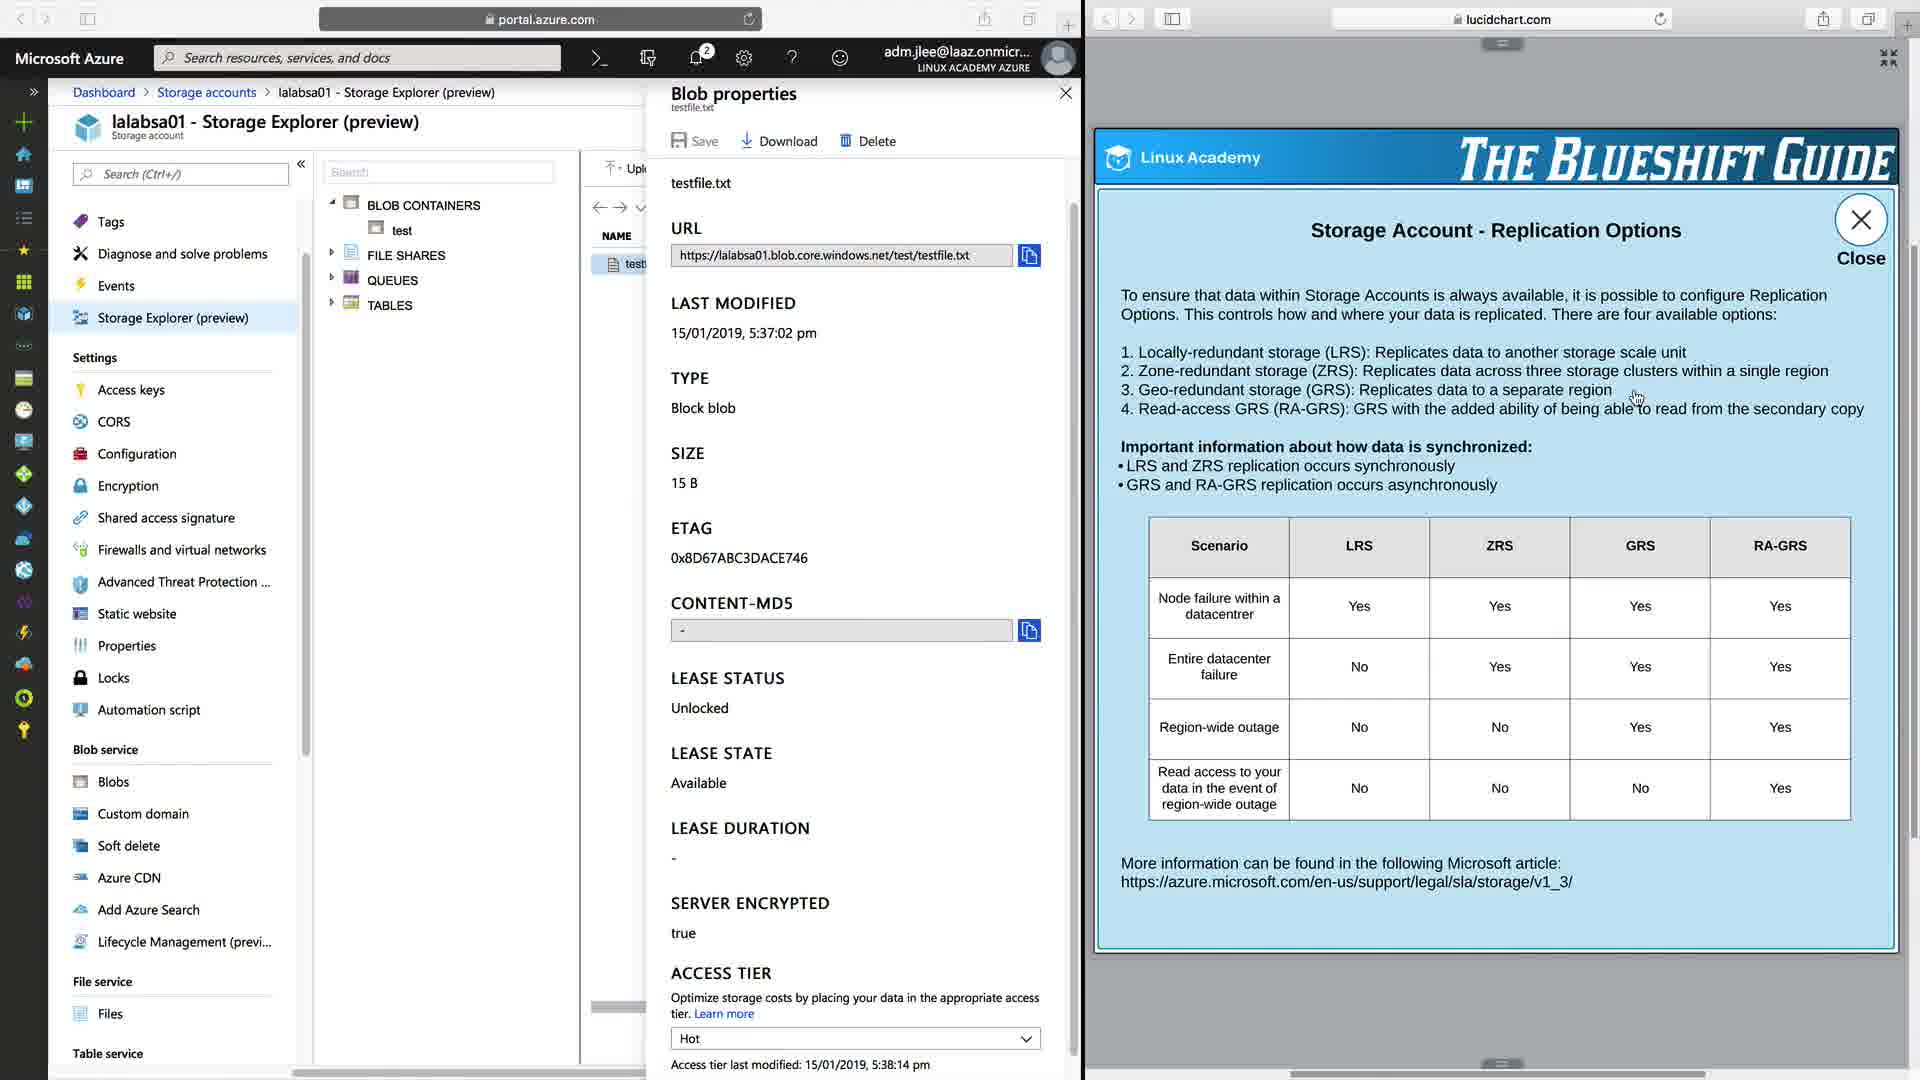 portal.azure.com
Microsoft Azure
Search resources, services, and docs
2
adm.jlee@laaz.onmicr...
LINUX ACADEMY AZURE
Dashboard > Storage accounts > lalabsa01 - Storage Explorer (preview)
lalabsa01 - Storage Explorer (preview)
Storage account
Search (Ctrl+/)
Tags
Diagnose and solve problems
Events
Storage Explorer (preview)
Settings
Access keys
CORS
Configuration
Encryption
Shared access signature
Firewalls and virtual networks
Advanced Threat Protection ...
Static website
Properties
Locks
Automation script
Blob service
Blobs
Custom domain
Soft delete
Azure CDN
Add Azure Search
Lifecycle Management (previ...
File service
Files
Table service
Search
BLOB CONTAINERS
test
FILE SHARES
QUEUES
TABLES
Uplo
NAME
testf
Blob properties
testfile.txt
Save Download Delete
testfile.txt
URL
https://lalabsa01.blob.core.windows.net/test/testfile.txt
LAST MODIFIED
15/01/2019, 5:37:02 pm
TYPE
Block blob
SIZE
15 B
ETAG
0x8D67ABC3DACE746
CONTENT-MD5
-
LEASE STATUS
Unlocked
LEASE STATE
Available
LEASE DURATION
-
SERVER ENCRYPTED
true
ACCESS TIER
Optimize storage costs by placing your data in the appropriate access
tier. Learn more
Hot
Access tier last modified: 15/01/2019, 5:38:14 pm
lucidchart.com
Linux Academy
THE BLUESHIFT GUIDE
Storage Account - Replication Options
Close
To ensure that data within Storage Accounts is always available, it is possible to configure Replication
Options. This controls how and where your data is replicated. There are four available options:
1. Locally-redundant storage (LRS): Replicates data to another storage scale unit
2. Zone-redundant storage (ZRS): Replicates data across three storage clusters within a single region
3. Geo-redundant storage (GRS): Replicates data to a separate region
4. Read-access GRS (RA-GRS): GRS with the added ability of being able to read from the secondary copy
Important information about how data is synchronized:
• LRS and ZRS replication occurs synchronously
• GRS and RA-GRS replication occurs asynchronously
Scenario LRS ZRS GRS RA-GRS
Node failure within a
datacentrer Yes Yes Yes Yes
Entire datacenter
failure No Yes Yes Yes
Region-wide outage No No Yes Yes
Read access to your
data in the event of
region-wide outage No No No Yes
More information can be found in the following Microsoft article:
https://azure.microsoft.com/en-us/support/legal/sla/storage/v1_3/